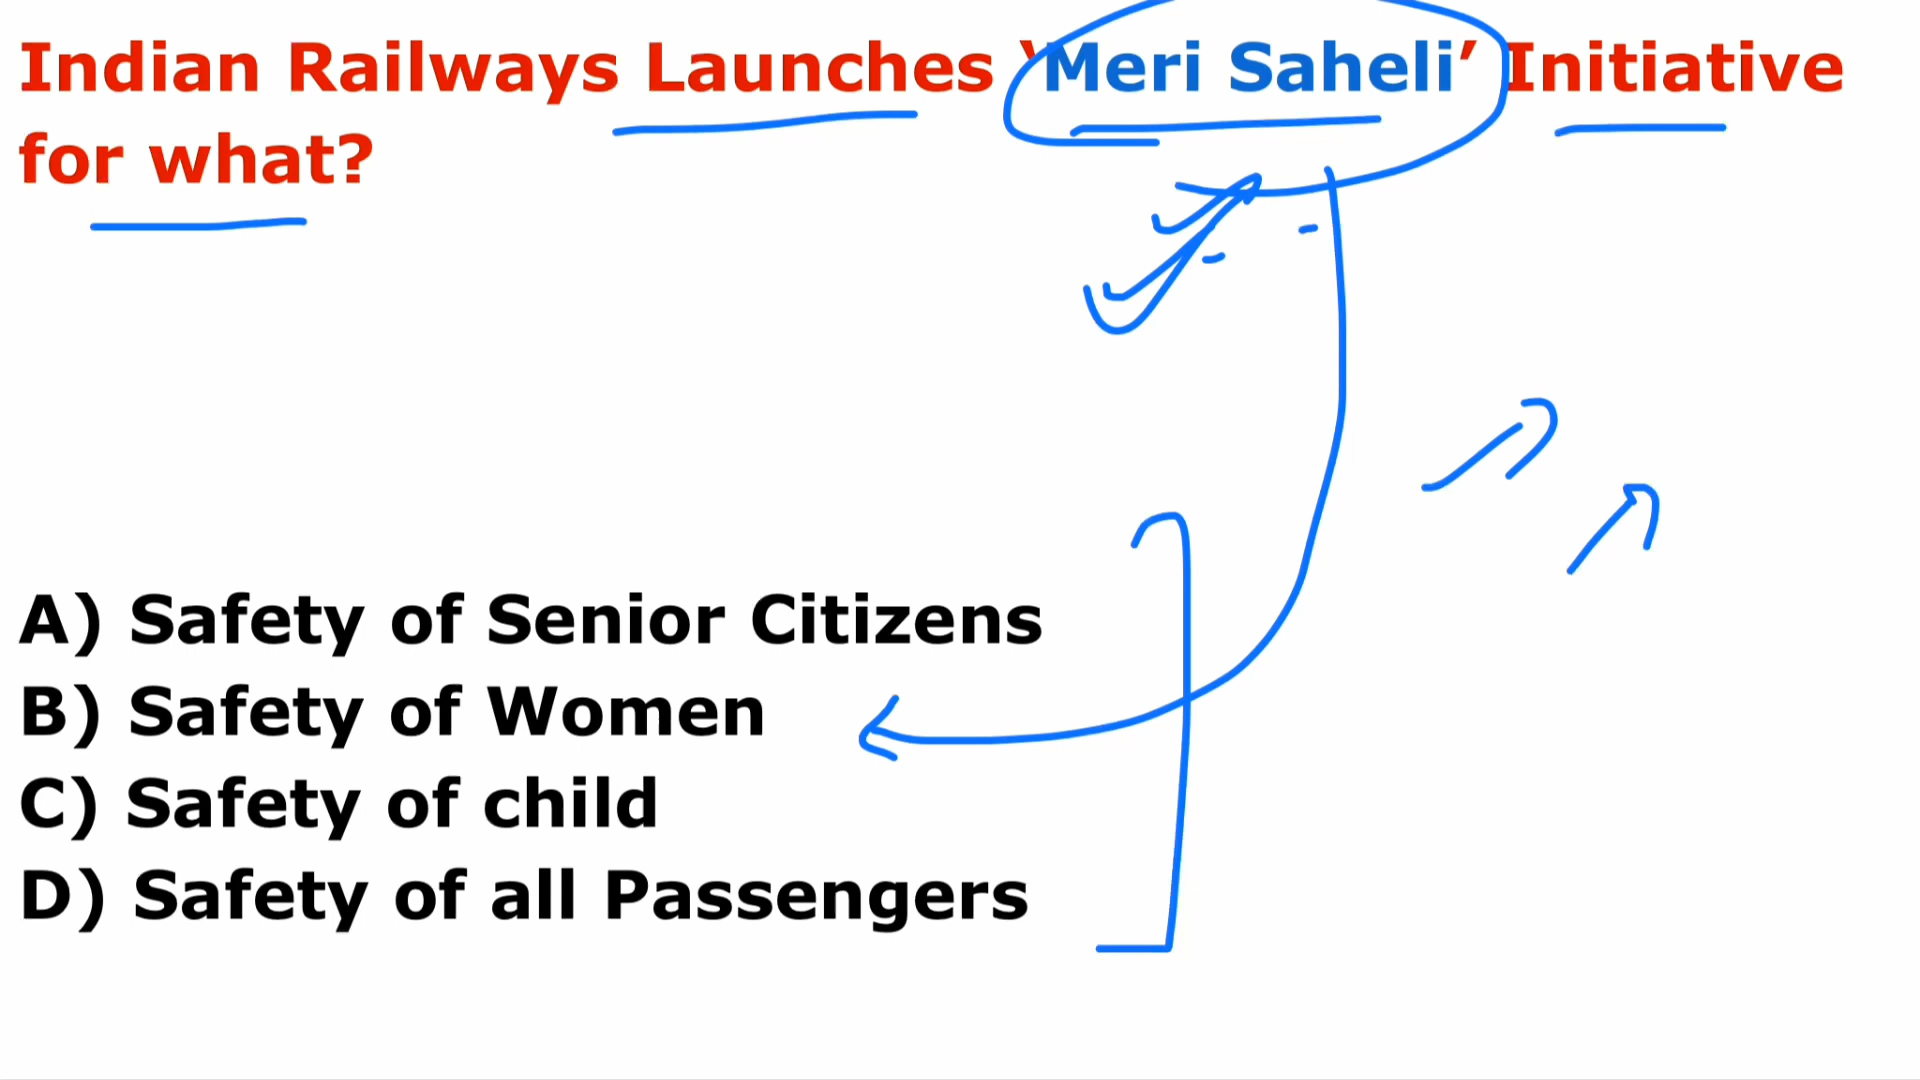 Indian Railways Launches ‘Meri Saheli’ Initiative
for what?
A) Safety of Senior Citizens
B) Safety of Women
C) Safety of child
D) Safety of all Passengers